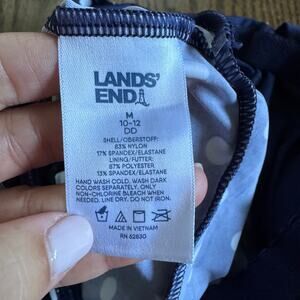 LANDS'
END
M
10-12
DD
SHELL/OBERSTOFF:
83% NYLON
17% SPANDEX/ELASTANE
LINING/FUTTER:
87% POLYESTER
13% SPANDEX/ELASTANE
HAND WASH COLD. WASH DARK
COLORS SEPARATELY. ONLY
NON-CHLORINE BLEACH WHEN
NEEDED. LINE DRY. DO NOT IRON.
MADE IN VIETNAM
RN 62830